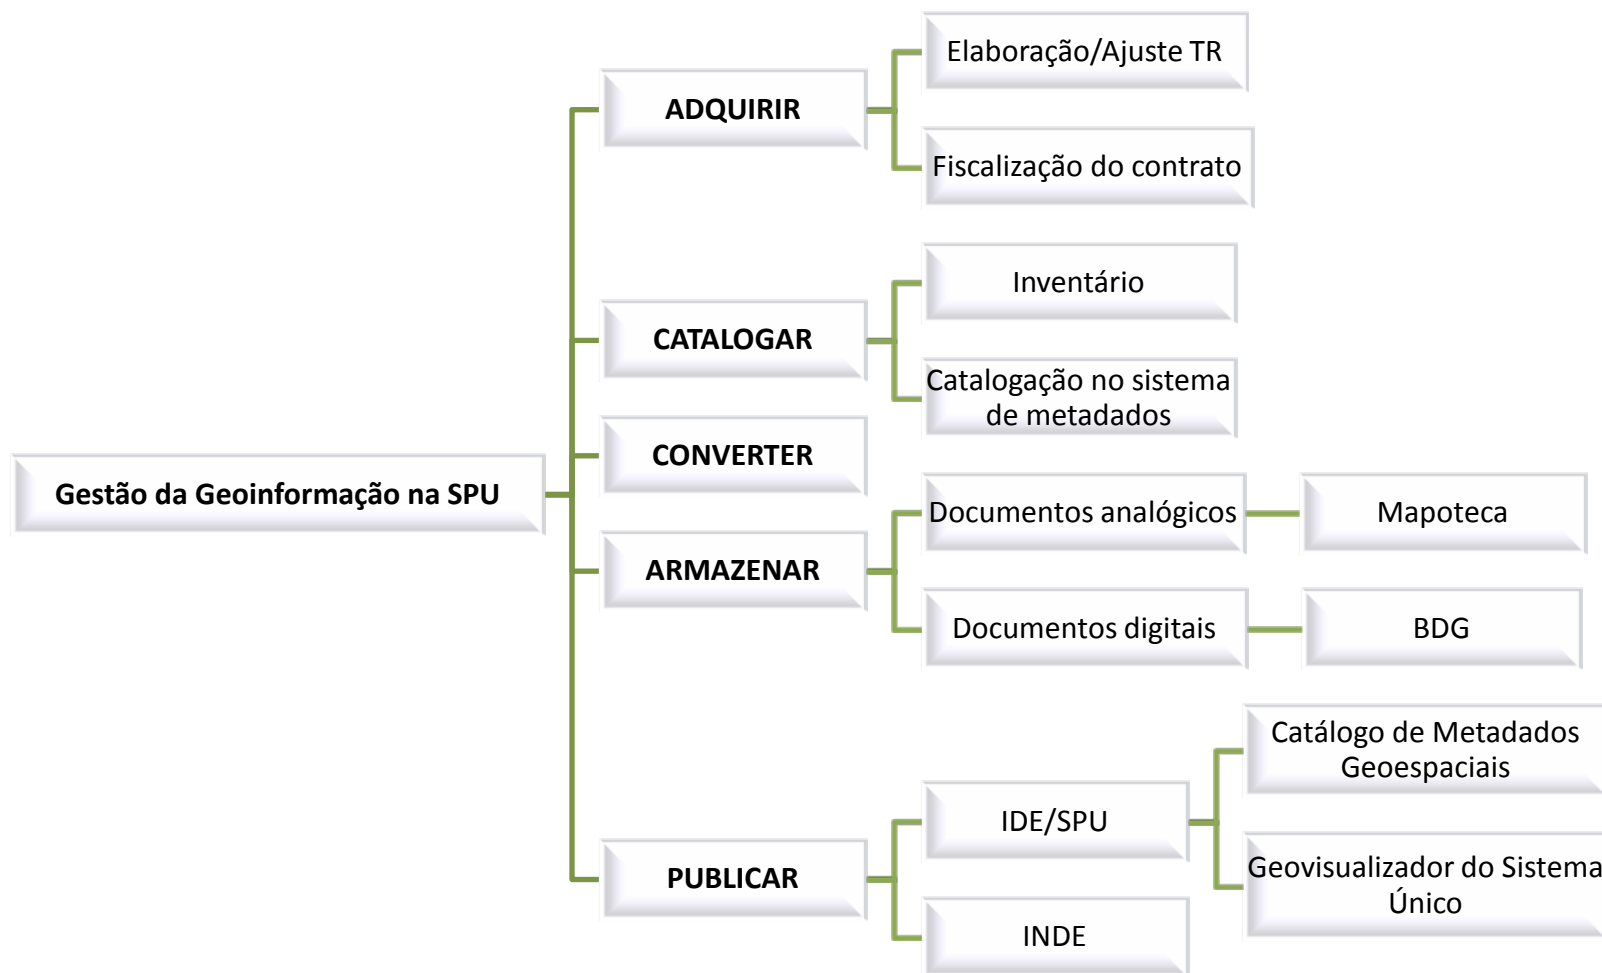 Gestão da Geoinformação na SPU
ADQUIRIR
Elaboração/Ajuste TR
Fiscalização do contrato
CATALOGAR
Inventário
Catalogação no sistema
de metadados
CONVERTER
ARMAZENAR
Documentos analógicos
Mapoteca
Documentos digitais
BDG
PUBLICAR
IDE/SPU
Catálogo de Metadados
Geoespaciais
Geovisualizador do Sistema
Único
INDE